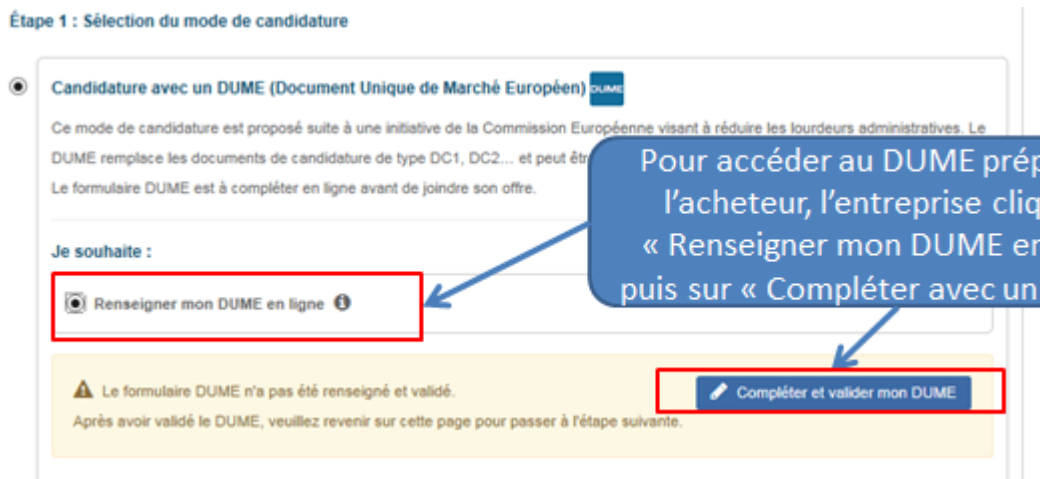 Étape 1 : Sélection du mode de candidature
Candidature avec un DUME (Document Unique de Marché Européen) DUME
Ce mode de candidature est proposé suite à une initiative de la Commission Européenne visant à réduire les lourdeurs administratives. Le
DUME remplace les documents de candidature de type DC1, DC2... et peut
Le formulaire DUME est à compléter en ligne avant de joindre son offre.
Pour accéder au DUME
l'acheteur, l'entreprise
« Renseigner mon DUME
puis sur « Compléter avec un
Je souhaite :
Renseigner mon DUME en ligne
Le formulaire DUME n'a pas été renseigné et validé.
Compléter et valider mon DUME
Après avoir validé le DUME, veuillez revenir sur cette page pour passer à l'étape suivante.